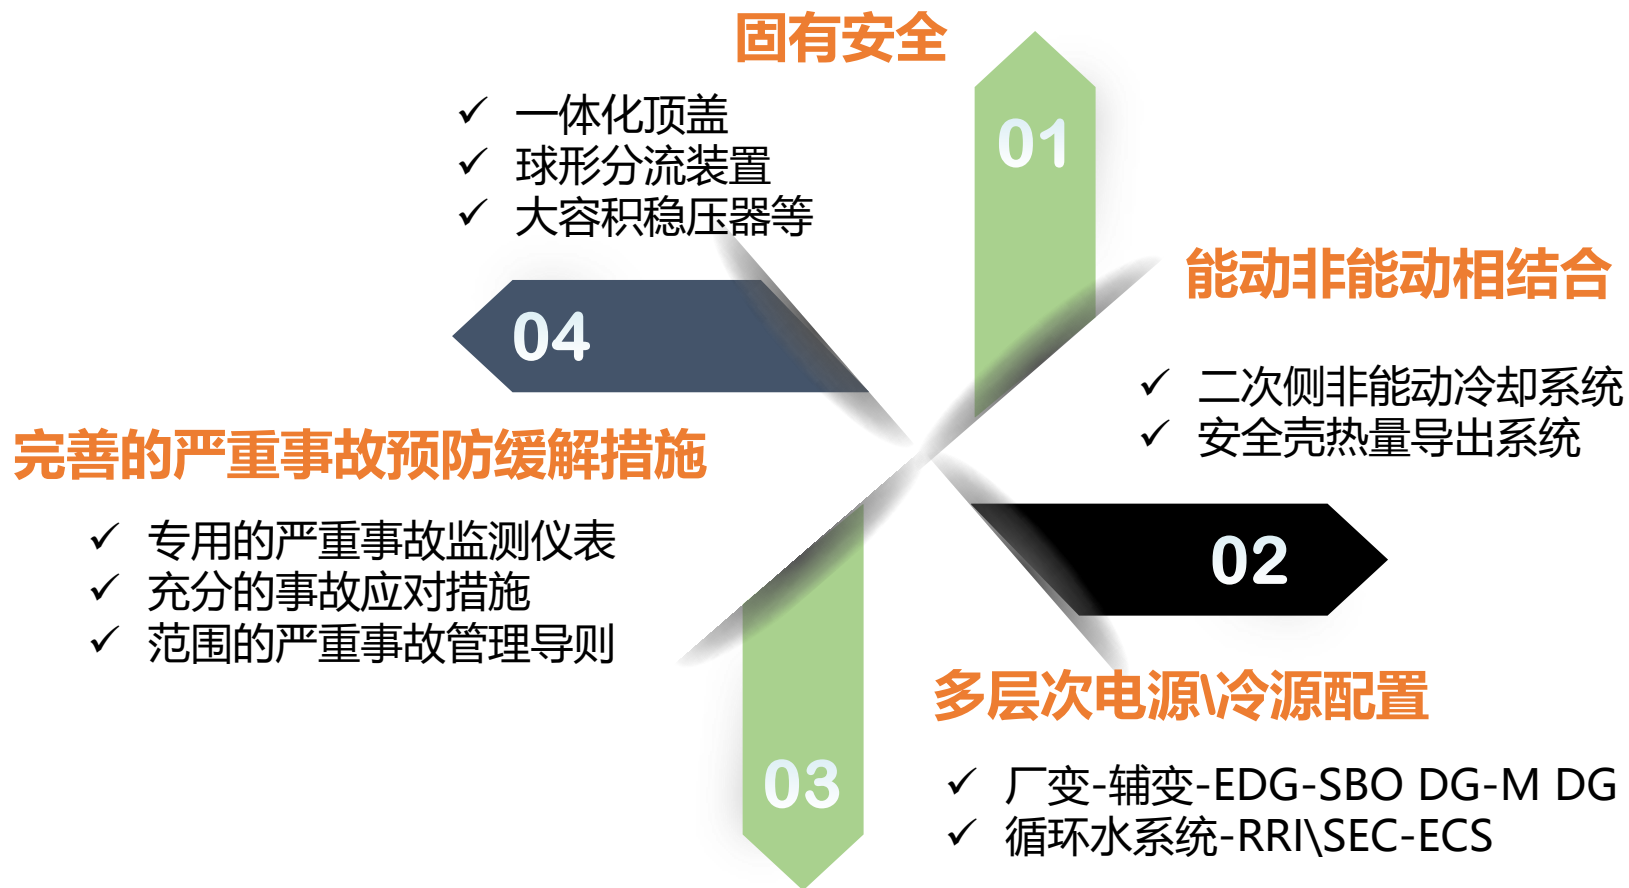 固有安全
✓ 一体化顶盖
✓ 球形分流装置
✓ 大容积稳压器等
01
能动非能动相结合
✓ 二次侧非能动冷却系统
✓ 安全壳热量导出系统
02
多层次电源\冷源配置
✓ 厂变-辅变-EDG-SBO DG-M DG
✓ 循环水系统-RRI\SEC-ECS
03
04
完善的严重事故预防缓解措施
✓ 专用的严重事故监测仪表
✓ 充分的事故应对措施
✓ 范围的严重事故管理导则